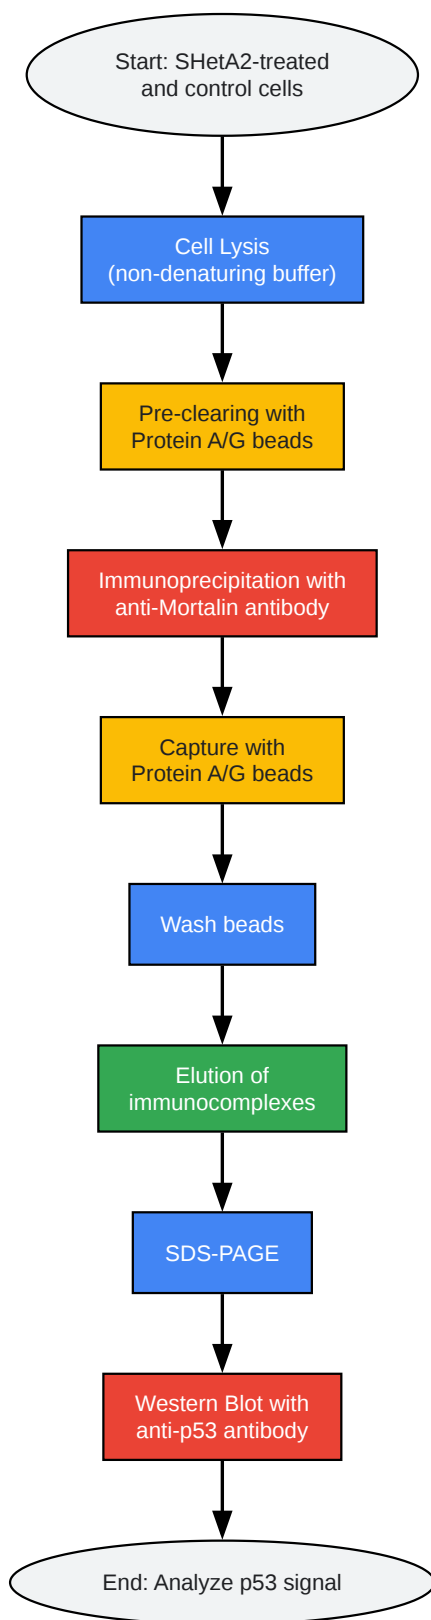 Start: SHetA2-treated
and control cells
Cell Lysis
(non-denaturing buffer)
Pre-clearing with
Protein A/G beads
Immunoprecipitation with
anti-Mortalin antibody
Capture with
Protein A/G beads
Wash beads
Elution of
immunocomplexes
SDS-PAGE
Western Blot with
anti-p53 antibody
End: Analyze p53 signal